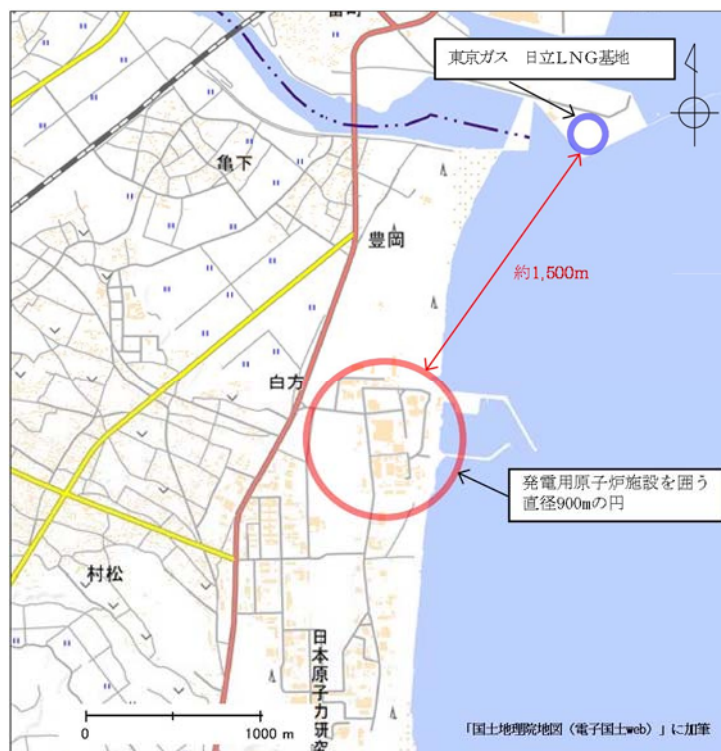 東京ガス　日立LNG基地
亀下
豊岡
約1,500m
白方
発電用原子炉施設を囲う
直径900mの円
村松
日本原子力研究
0
1000 m
「国土地理院地図（電子国土web）」に加筆